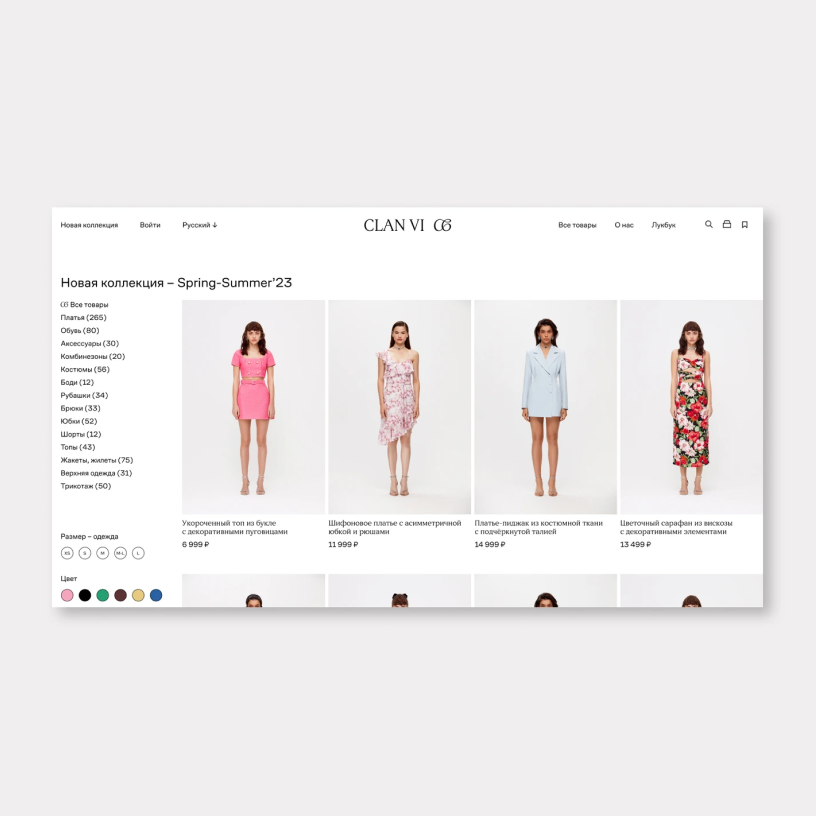 Новая коллекция
Войти
Русский ↓
CLAN VI
Все товары
О нас
Лукбук
Новая коллекция – Spring-Summer’23
Все товары
Платья (265)
Обувь (80)
Аксессуары (30)
Комбинезоны (20)
Костюмы (56)
Боди (12)
Рубашки (34)
Брюки (33)
Юбки (52)
Шорты (12)
Топы (43)
Жакеты, жилеты (75)
Верхняя одежда (31)
Трикотаж (50)
Размер – одежда
XS
S
M
M-L
L
Цвет
Укороченный топ из букле
с декоративными пуговицами
6 999 ₽
Шифоновое платье с асимметричной
юбкой и рюшами
11 999 ₽
Платье-пиджак из костюмной ткани
с подчёркнутой талией
14 999 ₽
Цветочный сарафан из вискозы
с декоративными элементами
13 499 ₽